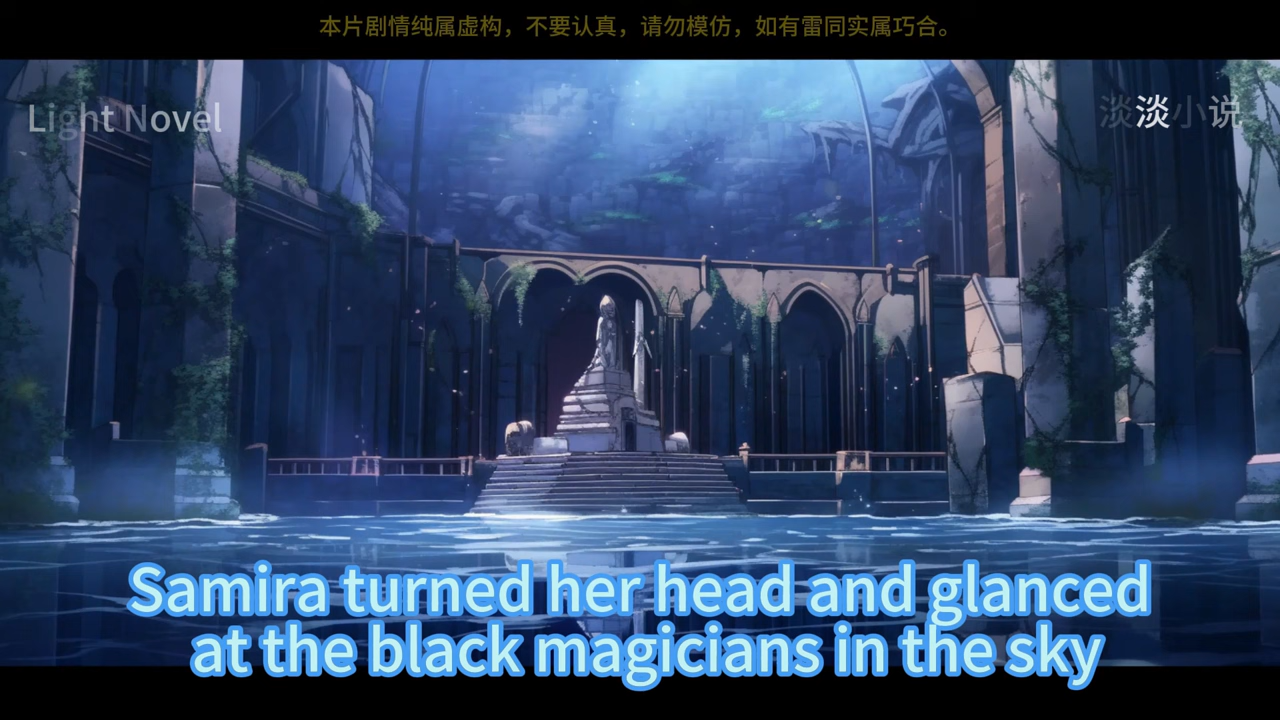 本片剧情纯属虚构，不要认真，请勿模仿，如有雷同实属巧合。
Light Novel
淡淡小说
Samira turned her head and glanced
at the black magicians in the sky